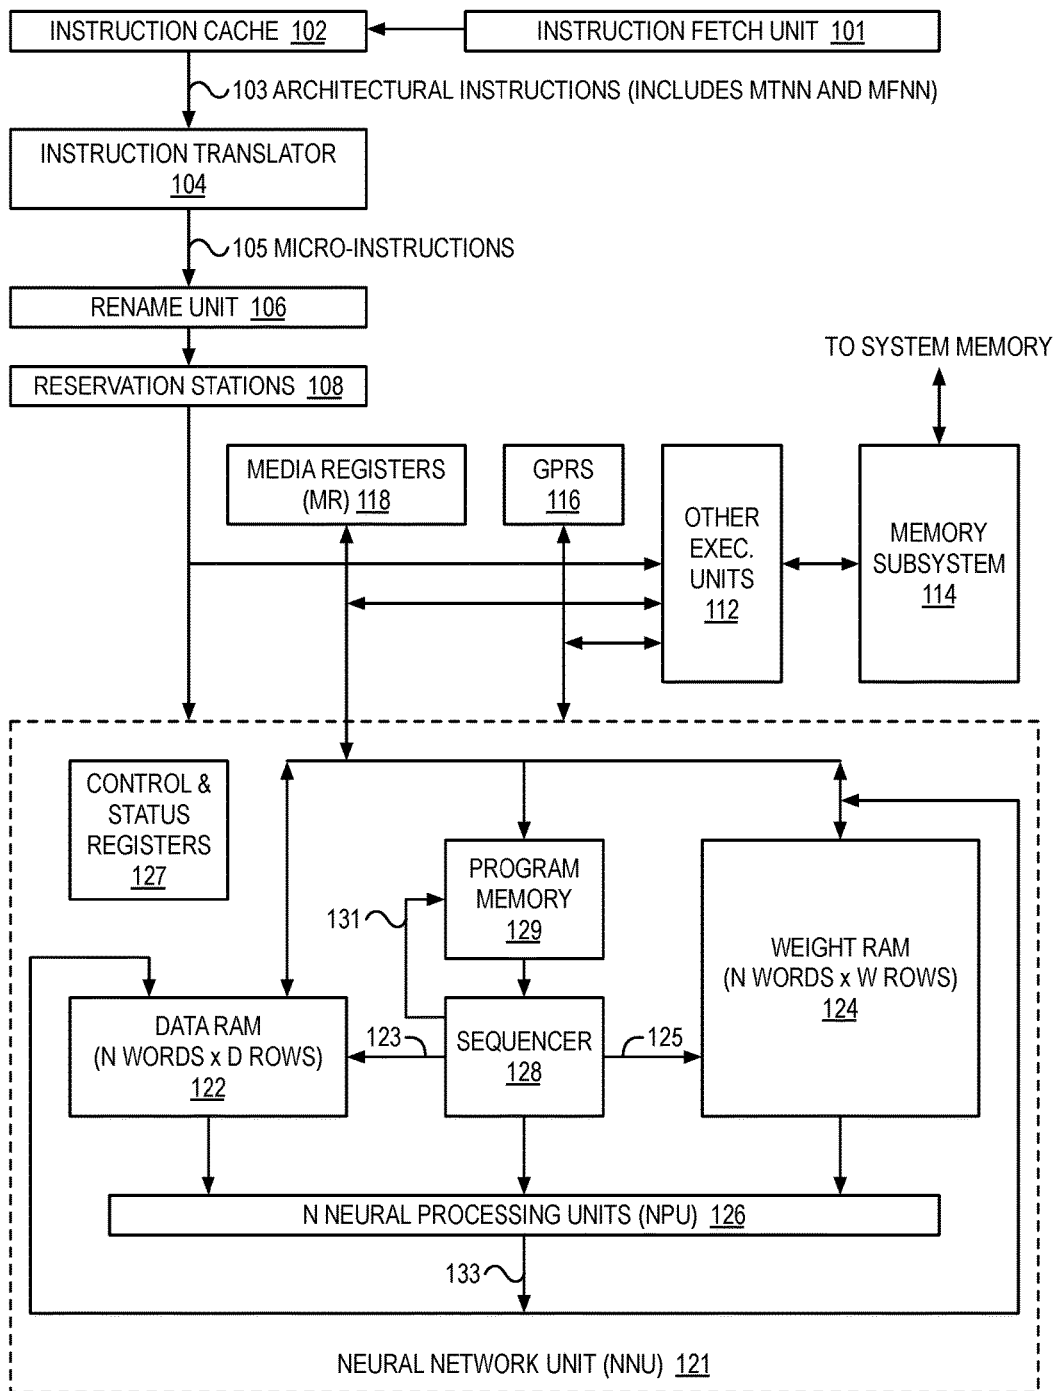 INSTRUCTION CACHE 102
INSTRUCTION FETCH UNIT 101
103 ARCHITECTURAL INSTRUCTIONS (INCLUDES MTNN AND MFNN)
INSTRUCTION TRANSLATOR
104
105 MICRO-INSTRUCTIONS
RENAME UNIT 106
RESERVATION STATIONS 108
TO SYSTEM MEMORY
MEDIA REGISTERS
(MR) 118
GPRS
116
OTHER
EXEC.
UNITS
112
MEMORY
SUBSYSTEM
114
CONTROL &
STATUS
REGISTERS
127
PROGRAM
MEMORY
129
131
WEIGHT RAM
(N WORDS x W ROWS)
124
DATA RAM
(N WORDS x D ROWS)
122
123
SEQUENCER
128
125
N NEURAL PROCESSING UNITS (NPU) 126
133
NEURAL NETWORK UNIT (NNU) 121